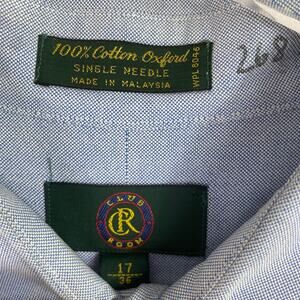 100% Cotton Oxford
SINGLE NEEDLE
MADE IN MALAYSIA
WPL 8046
268
CLUB
CR
ROOM
17
36